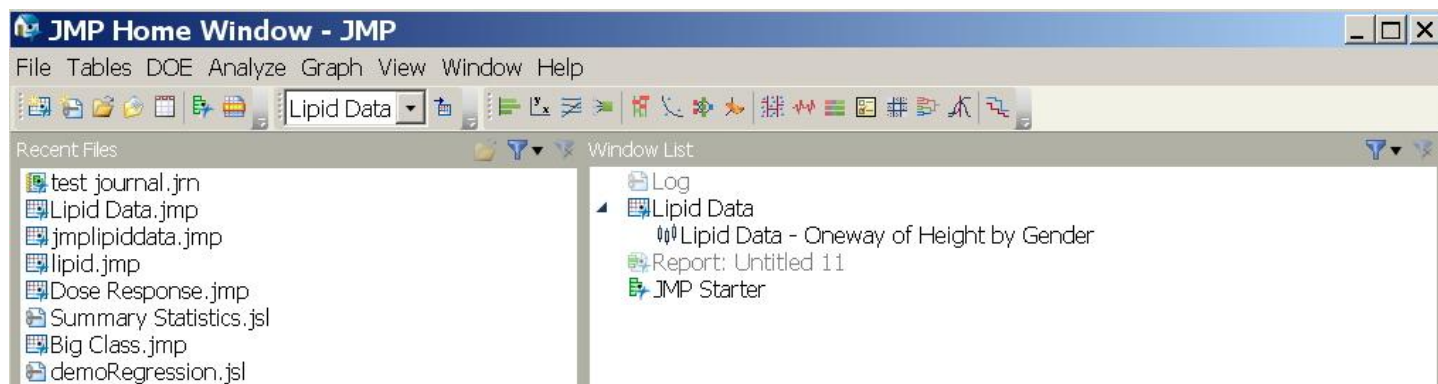 JMP Home Window - JMP
File Tables DOE Analyze Graph View Window Help
Lipid Data
Recent Files
test journal.jrn
Lipid Data.jmp
jmplipiddata.jmp
lipid.jmp
Dose Response.jmp
Summary Statistics.jsl
Big Class.jmp
demoRegression.jsl
Window List
Log
Lipid Data
Lipid Data - Oneway of Height by Gender
Report: Untitled 11
JMP Starter